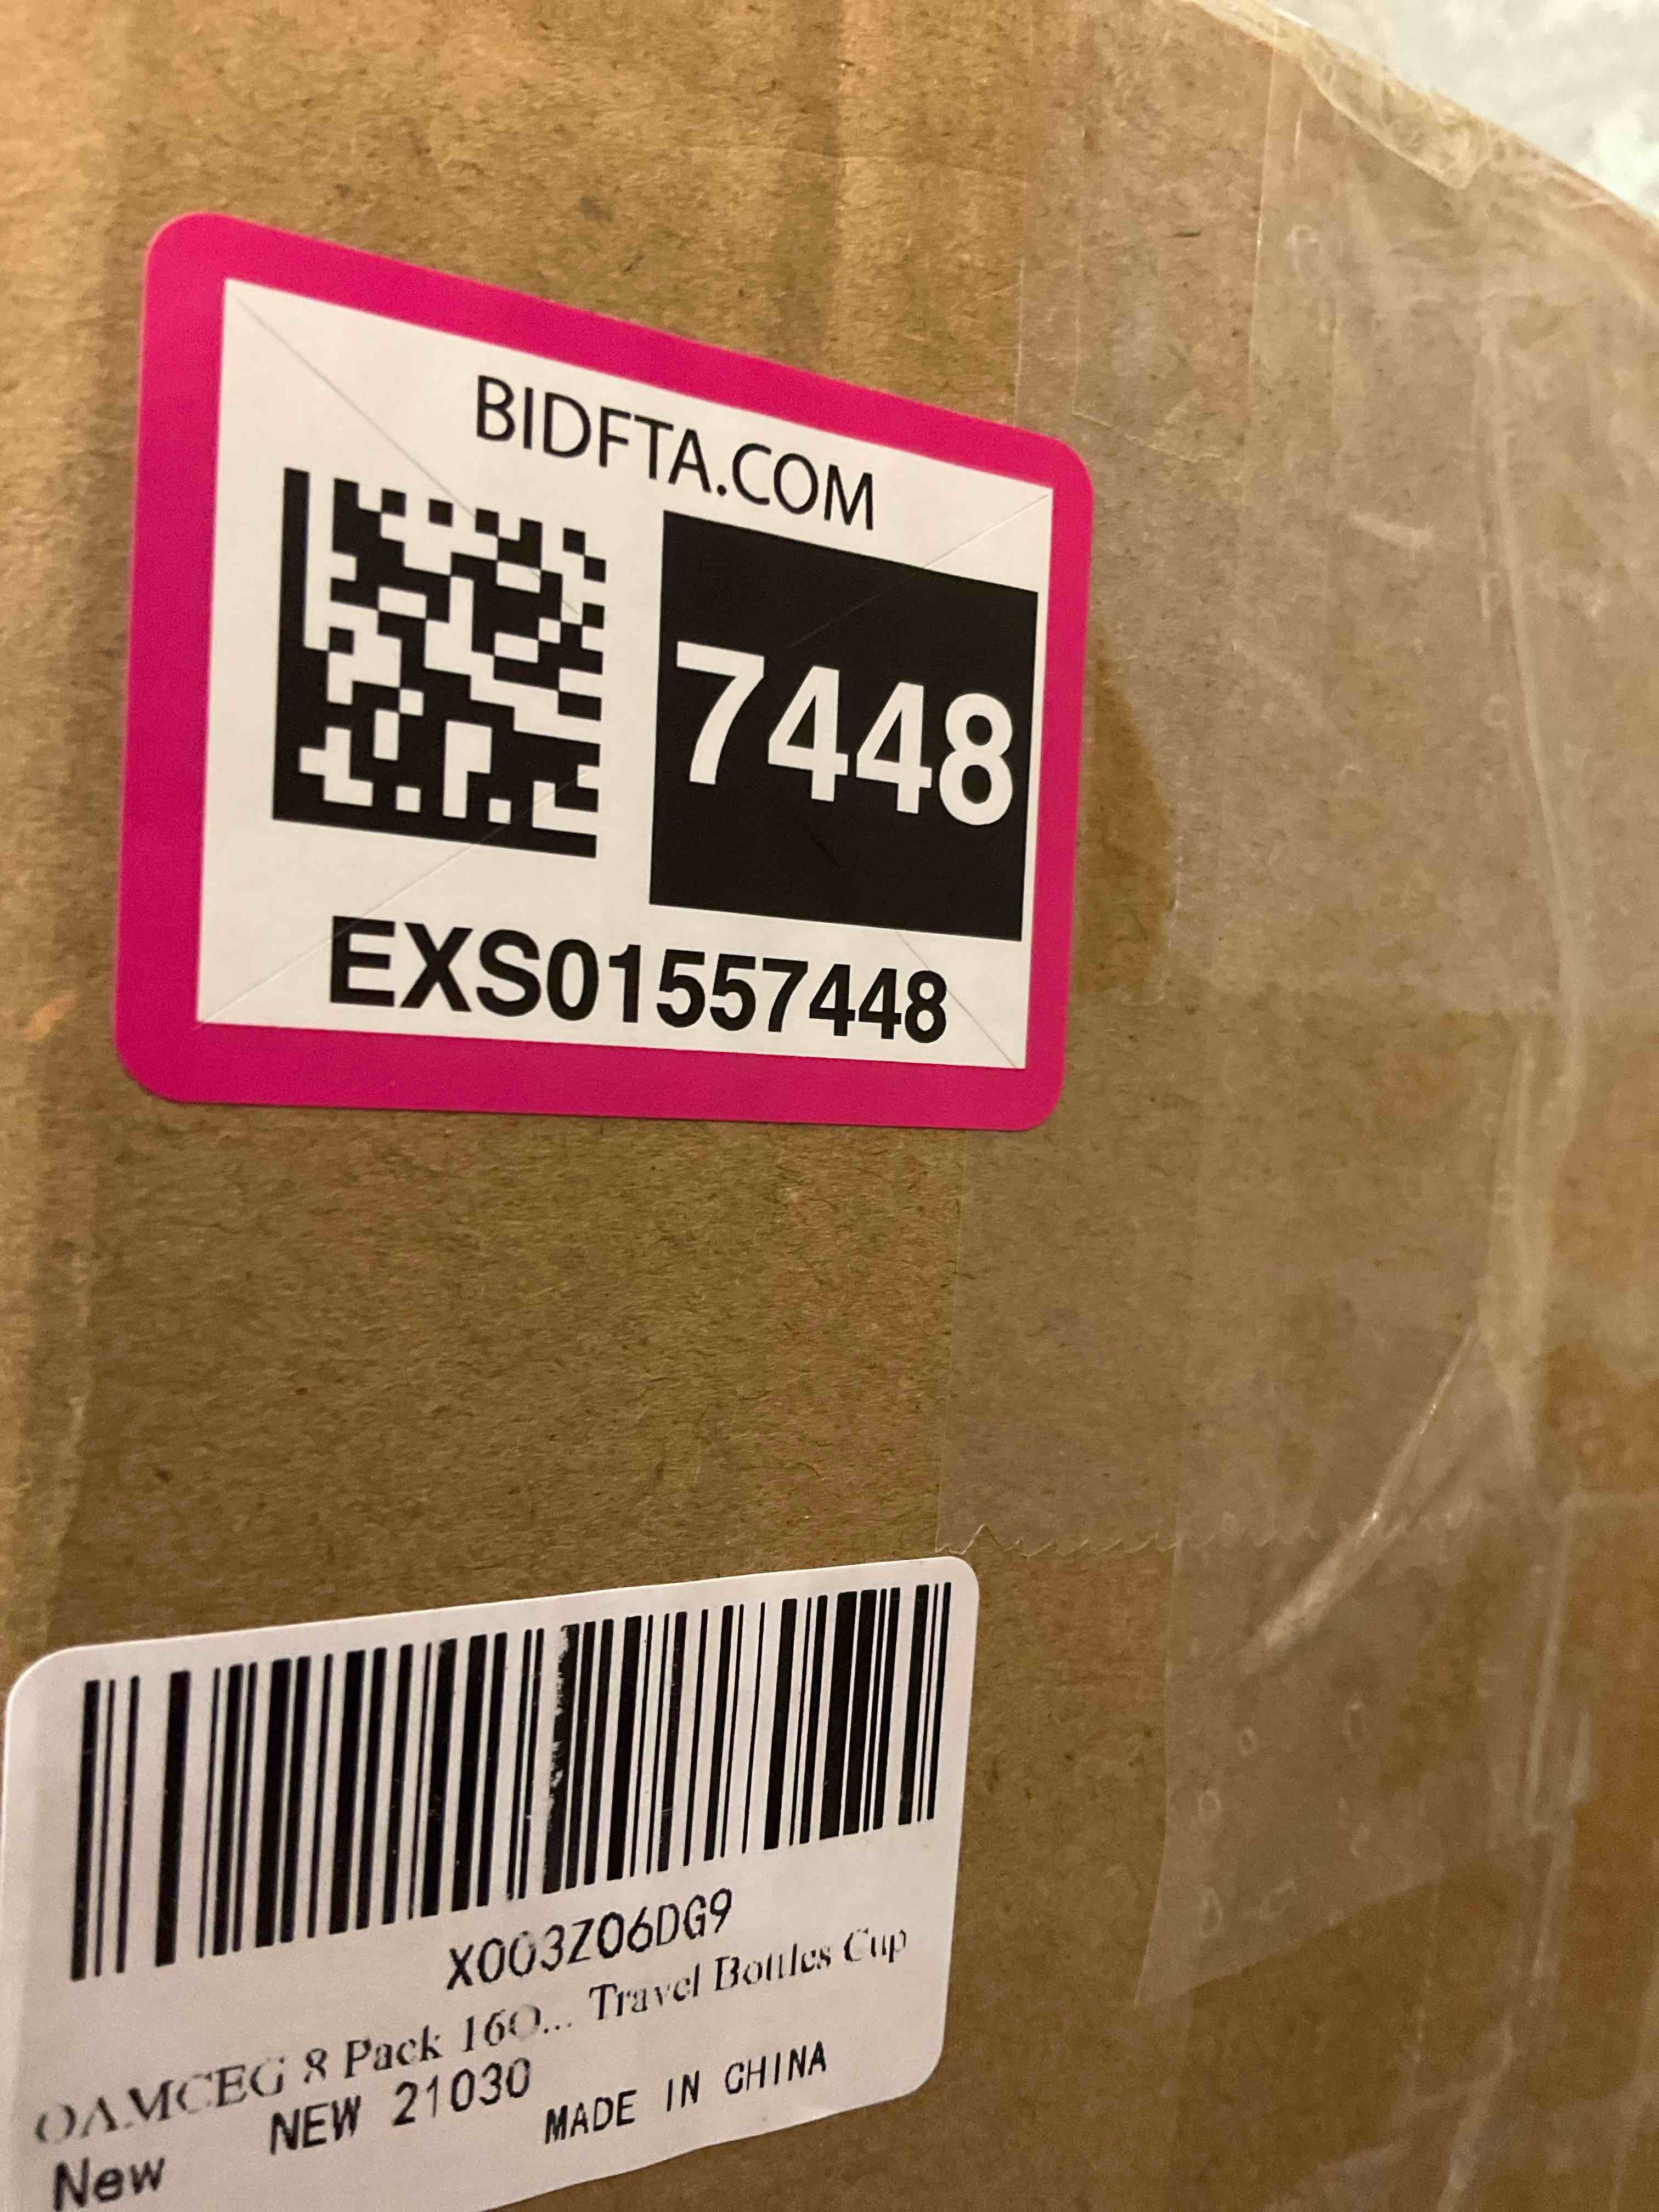 BIDFTA.COM
7448
EXS01557448
X003Z06DG9
OAMCEG 8 Pack 16O... Travel Bottles Cup
New NEW 21030
MADE IN CHINA